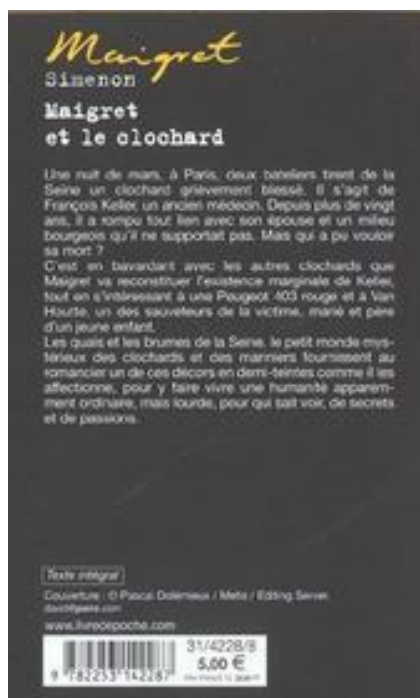 Maigret
Simenon
Maigret
et le clochard
Une nuit de mars, à Paris, deux bateliers tirent de la
Seine un clochard grièvement blessé. Il s'agit de
François Keller, un ancien médecin. Depuis plus de vingt
ans, il a rompu tout lien avec son épouse et un milieu
bourgeois qu'il ne supportait pas. Mais qui a pu vouloir
sa mort ?
C'est en bavardant avec les autres clochards que
Maigret va reconstituer l'existence marginale de Keller,
tout en s'intéressant à une Peugeot 403 rouge et à Van
Houtte, un des sauveteurs de la victime, marié et père
d'un jeune enfant.
Les quais et les brumes de la Seine, le petit monde mys-
térieux des clochards et des mariniers fournissent au
romancier un de ces décors en demi-teintes comme il les
affectionne, pour y faire vivre une humanité apparem-
ment ordinaire, mais lourde, pour qui sait voir, de secrets
et de passions.
Texte intégral
Couverture : © Pascal Dolémieux / Metis / Editing Server.
www.livredepoche.com
31/4228/8
5,00 €
9 782253 142287